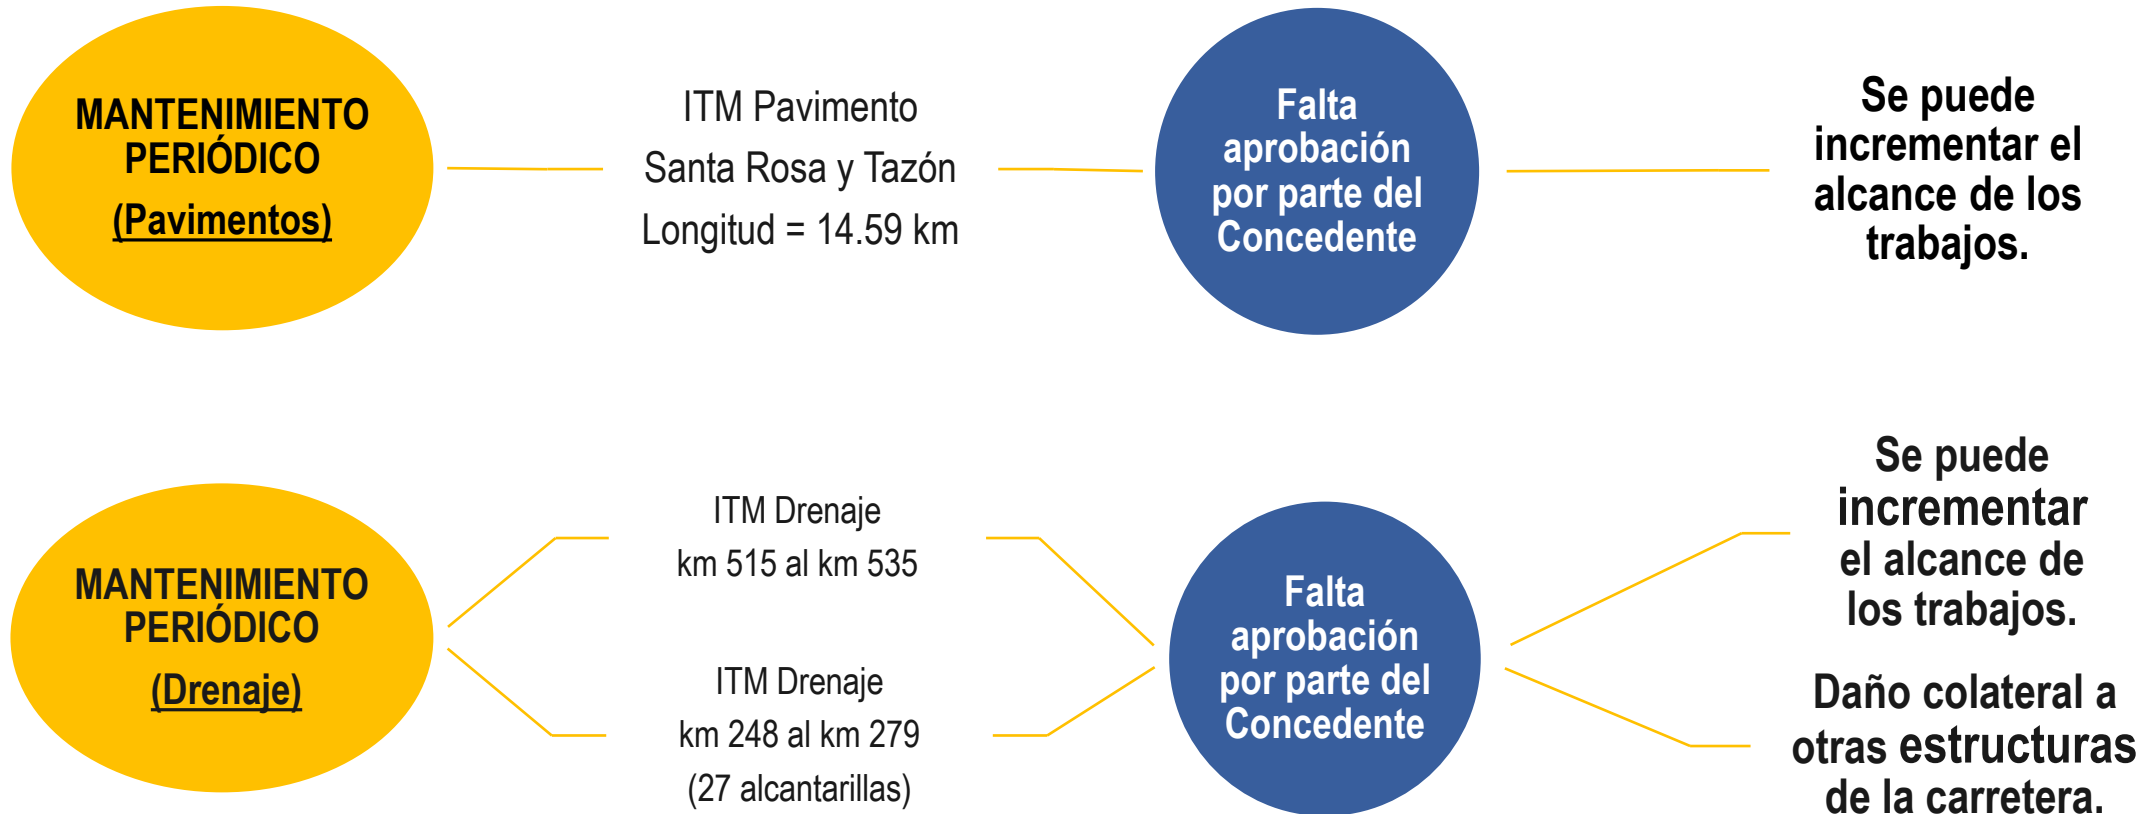 MANTENIMIENTO
PERIÓDICO
(Pavimentos)
ITM Pavimento
Santa Rosa y Tazón
Longitud = 14.59 km
Falta
aprobación
por parte del
Concedente
Se puede
incrementar el
alcance de los
trabajos.
MANTENIMIENTO
PERIÓDICO
(Drenaje)
ITM Drenaje
km 515 al km 535
ITM Drenaje
km 248 al km 279
(27 alcantarillas)
Falta
aprobación
por parte del
Concedente
Se puede
incrementar
el alcance de
los trabajos.
Daño colateral a
otras estructuras
de la carretera.